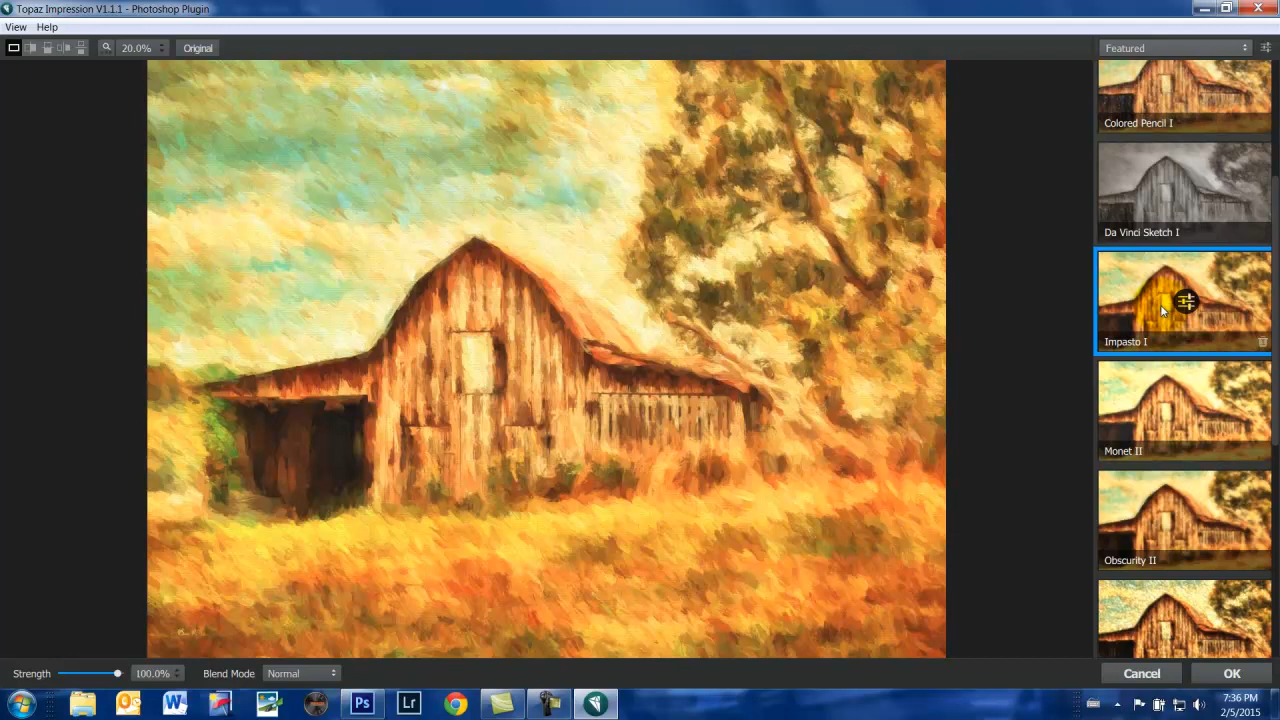 Topaz Impression V1.1.1 - Photoshop Plugin
View Help
20.0% Original
Featured
Colored Pencil I
Da Vinci Sketch I
Impasto I
Monet II
Obscurity II
Strength 100.0% Blend Mode Normal
Cancel OK
W Ps Lr
7:36 PM
2/5/2015